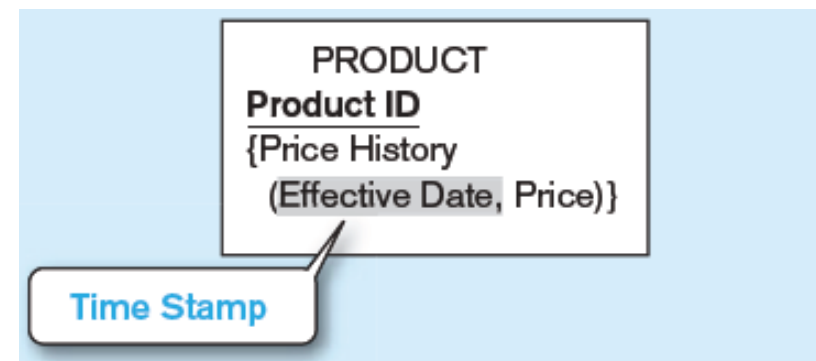 PRODUCT
Product ID
{Price History
(Effective Date, Price)}
Time Stamp